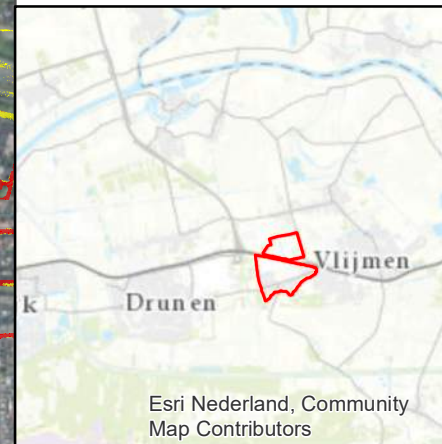 Vlijmen
k
Drunen
Esri Nederland, Community
Map Contributors